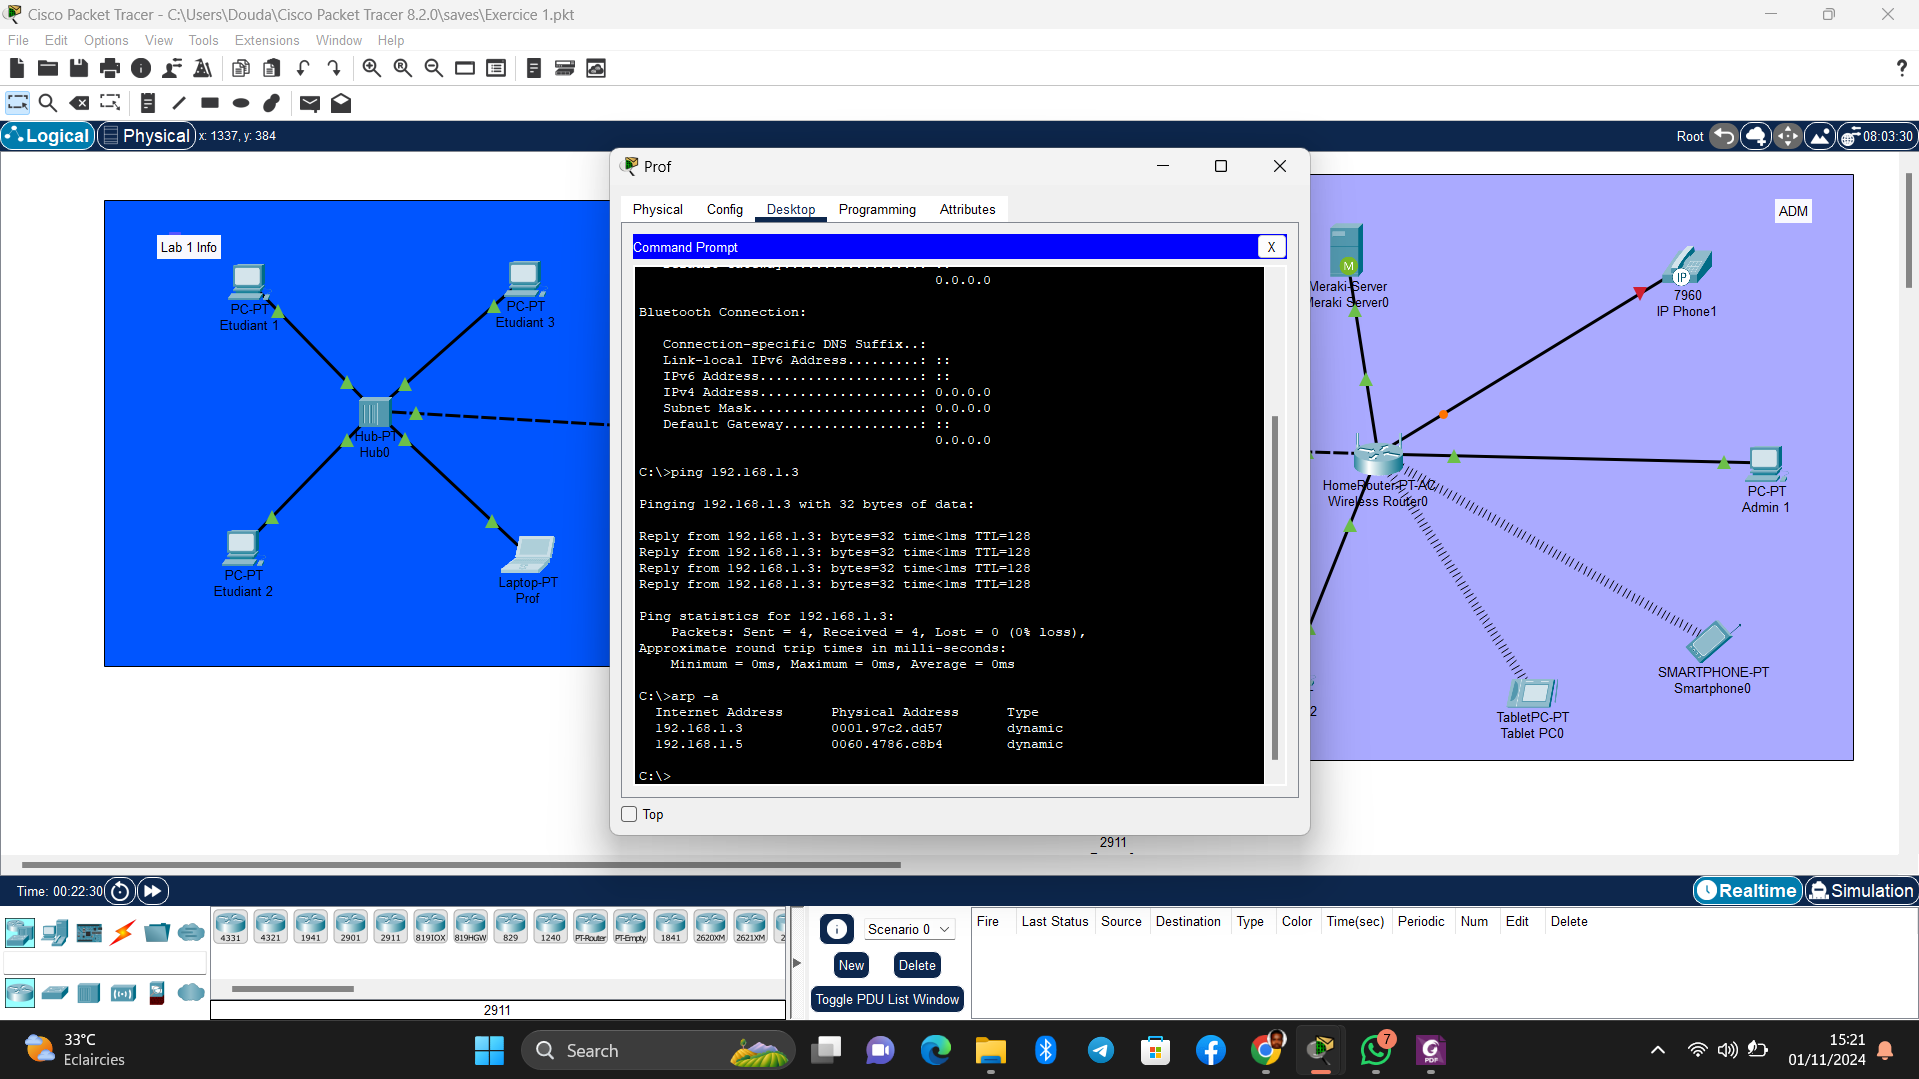 Cisco Packet Tracer - C:\Users\Douda\Cisco Packet Tracer 8.2.0\saves\Exercice 1.pkt
File Edit Options View Tools Extensions Window Help
Logical Physical x: 1337, y: 384
Root 08:03:30
Lab 1 Info
PC-PT
Etudiant 1
PC-PT
Etudiant 3
Hub-PT
Hub0
PC-PT
Etudiant 2
Laptop-PT
Prof
Prof
Physical Config Desktop Programming Attributes
Command Prompt X
0.0.0.0
Bluetooth Connection:
Connection-specific DNS Suffix..:
Link-local IPv6 Address.........: ::
IPv6 Address....................: ::
IPv4 Address....................: 0.0.0.0
Subnet Mask.....................: 0.0.0.0
Default Gateway.................: ::
0.0.0.0
C:\>ping 192.168.1.3
Pinging 192.168.1.3 with 32 bytes of data:
Reply from 192.168.1.3: bytes=32 time<1ms TTL=128
Reply from 192.168.1.3: bytes=32 time<1ms TTL=128
Reply from 192.168.1.3: bytes=32 time<1ms TTL=128
Reply from 192.168.1.3: bytes=32 time<1ms TTL=128
Ping statistics for 192.168.1.3:
Packets: Sent = 4, Received = 4, Lost = 0 (0% loss),
Approximate round trip times in milli-seconds:
Minimum = 0ms, Maximum = 0ms, Average = 0ms
C:\>arp -a
Internet Address Physical Address Type
192.168.1.3 0001.97c2.dd57 dynamic
192.168.1.5 0060.4786.c8b4 dynamic
C:\>
Top
ADM
M
Meraki-Server
Meraki Server0
IP
7960
IP Phone1
HomeRouter-PT-AC
Wireless Router0
PC-PT
Admin 1
SMARTPHONE-PT
Smartphone0
TabletPC-PT
Tablet PC0
2
2911
Time: 00:22:30
Realtime Simulation
4331 4321 1941 2901 2911 819IOX 819HGW 829 1240 PT-Router PT-Empty 1841 2620XM 2621XM 2
2911
Scenario 0
New Delete
Toggle PDU List Window
Fire Last Status Source Destination Type Color Time(sec) Periodic Num Edit Delete
33°C
Eclaircies
Search
7
PDF
15:21
01/11/2024